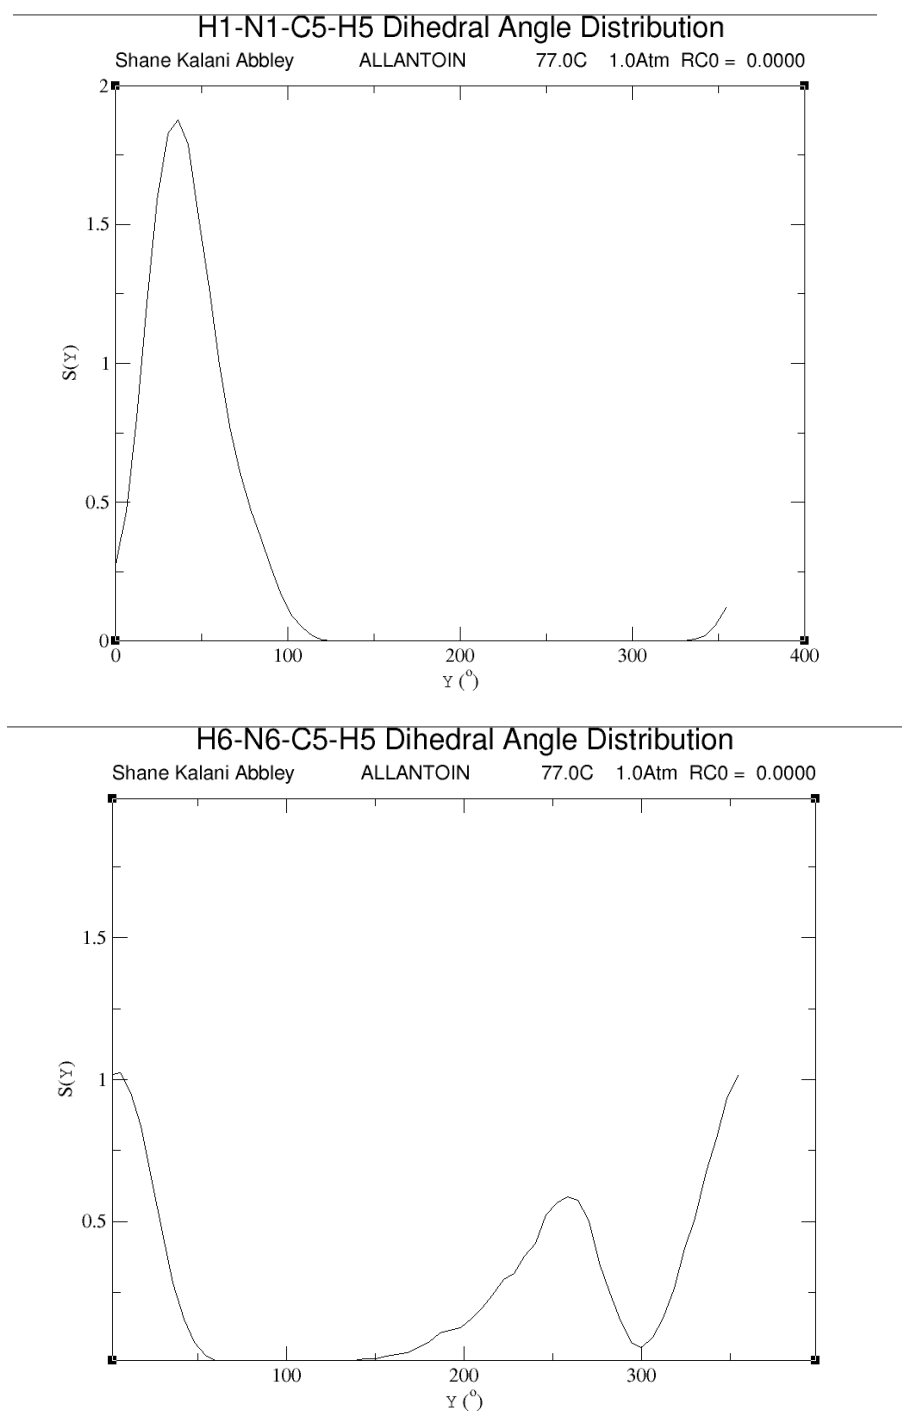 H1-N1-C5-H5 Dihedral Angle Distribution
Shane Kalani Abbley ALLANTOIN 77.0C 1.0Atm RC0 = 0.0000
2
1.5
1
0.5
0
S(Y)
0 100 200 300 400
Y (o)
H6-N6-C5-H5 Dihedral Angle Distribution
Shane Kalani Abbley ALLANTOIN 77.0C 1.0Atm RC0 = 0.0000
1.5
1
0.5
S(Y)
100 200 300
Y (o)